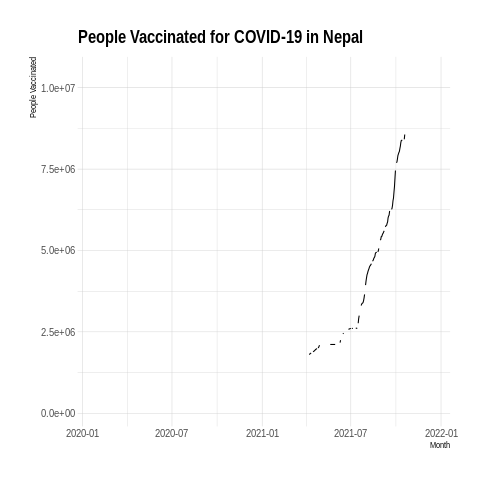 People Vaccinated for COVID-19 in Nepal
People Vaccinated
1.0e+07
7.5e+06
5.0e+06
2.5e+06
0.0e+00
2020-01 2020-07 2021-01 2021-07 2022-01
Month